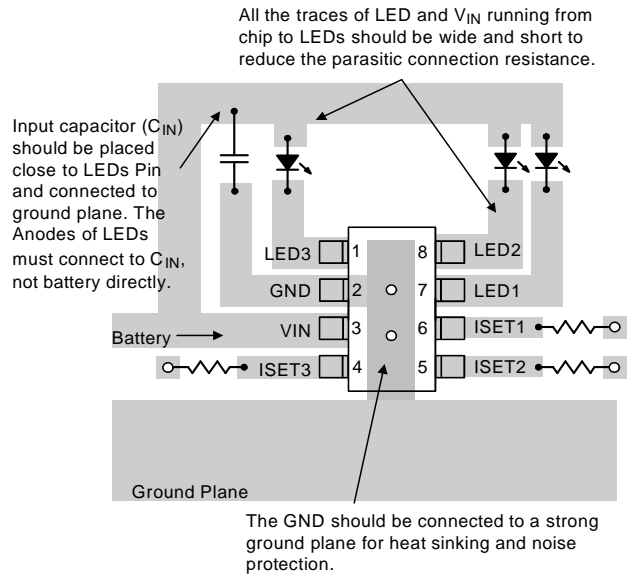 All the traces of LED and VIN running from
chip to LEDs should be wide and short to
reduce the parasitic connection resistance.
Input capacitor (CIN)
should be placed
close to LEDs Pin
and connected to
ground plane. The
Anodes of LEDs
must connect to CIN,
not battery directly.
LED3 1 8 LED2
GND 2 7 LED1
Battery VIN 3 6 ISET1
ISET3 4 5 ISET2
Ground Plane
The GND should be connected to a strong
ground plane for heat sinking and noise
protection.